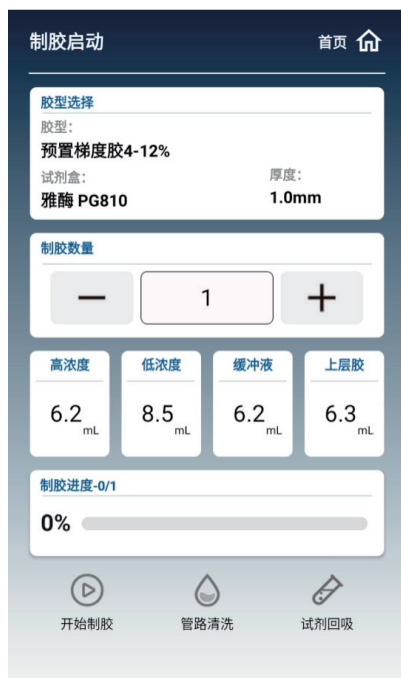 制胶启动
首页
胶型选择
胶型:
预置梯度胶4-12%
试剂盒: 厚度:
雅酶 PG810 1.0mm
制胶数量
1
高浓度 低浓度 缓冲液 上层胶
6.2 mL 8.5 mL 6.2 mL 6.3 mL
制胶进度-0/1
0%
开始制胶 管路清洗 试剂回吸